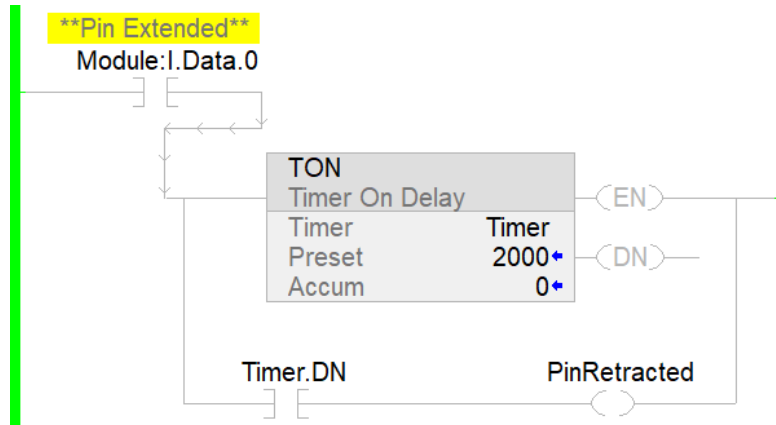 **Pin Extended**
Module:I.Data.0
TON
Timer On Delay
EN
Timer Timer
Preset 2000
DN
Accum 0
Timer.DN PinRetracted